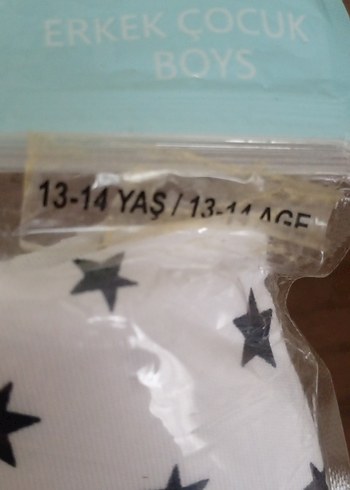 ERKEK ÇOCUK
BOYS
13-14 YAŞ / 13-14 AGE